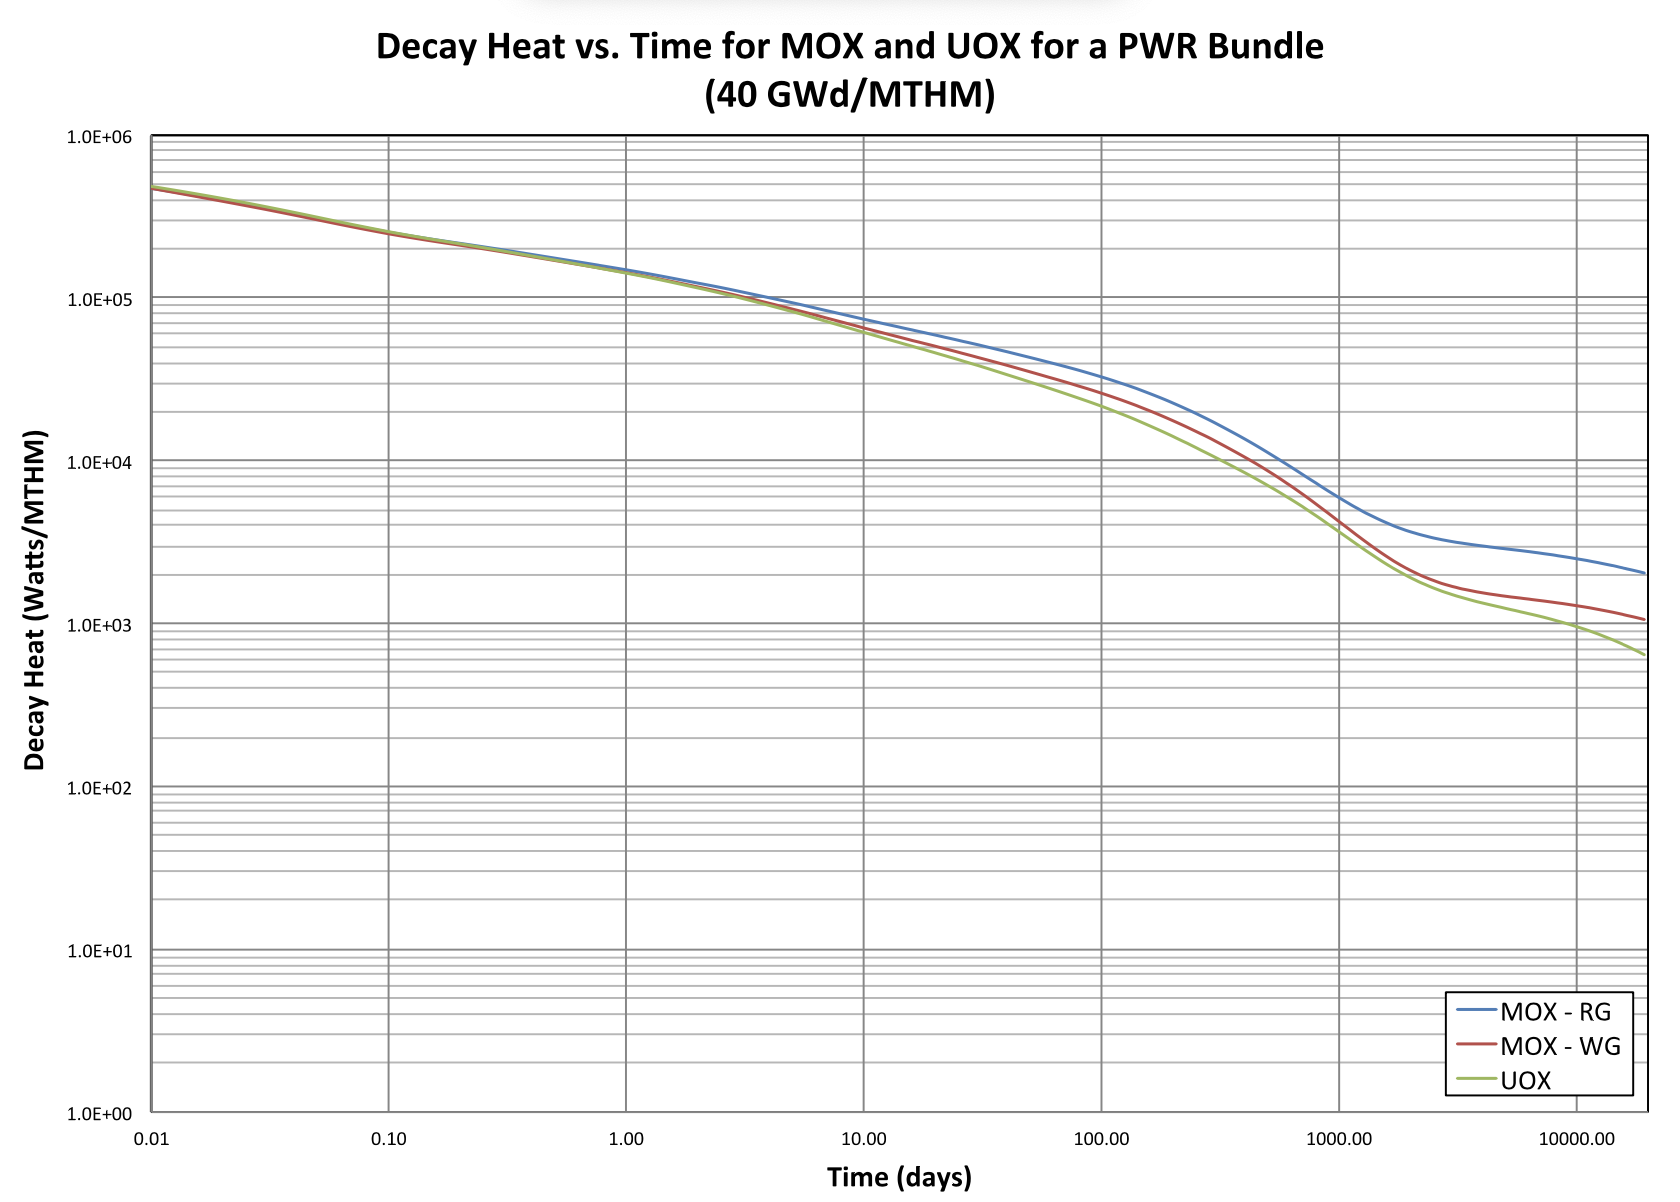 Decay Heat vs. Time for MOX and UOX for a PWR Bundle
(40 GWd/MTHM)
Decay Heat (Watts/MTHM)
1.0E+06
1.0E+05
1.0E+04
1.0E+03
1.0E+02
1.0E+01
1.0E+00
MOX - RG
MOX - WG
UOX
0.01 0.10 1.00 10.00 100.00 1000.00 10000.00
Time (days)